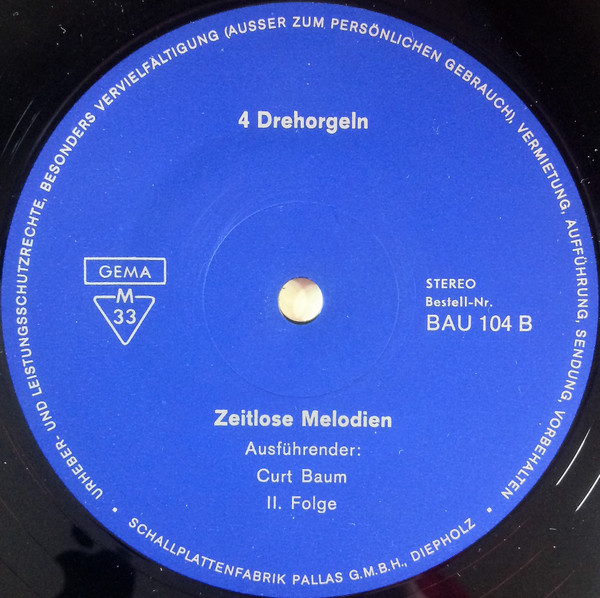 URHEBER- UND LEISTUNGSSCHUTZRECHTE, BESONDERS VERVIELFÄLTIGUNG (AUSSER ZUM PERSÖNLICHEN GEBRAUCH), VERMIETUNG, AUFFÜHRUNG, SENDUNG, VORBEHALTEN
4 Drehorgeln
GEMA
M
33
STEREO
Bestell-Nr.
BAU 104 B
Zeitlose Melodien
Ausführender:
Curt Baum
II. Folge
• SCHALLPLATTENFABRIK PALLAS G.M.B.H., DIEPHOLZ •